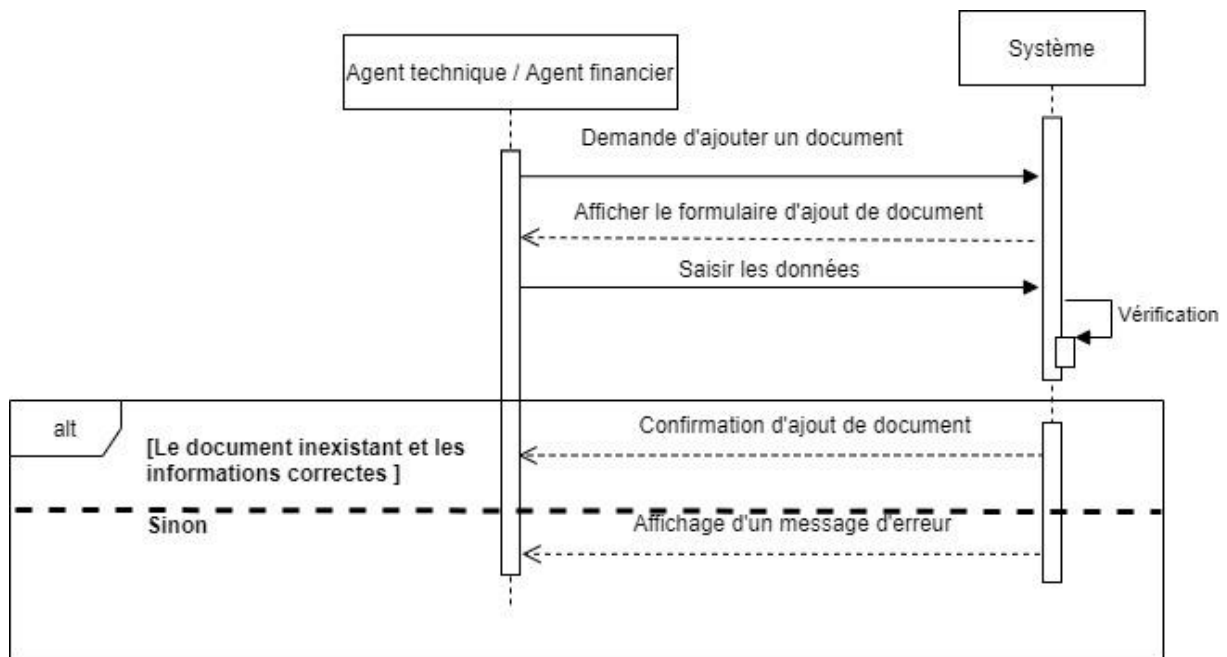 Système
Agent technique / Agent financier
Demande d'ajouter un document
Afficher le formulaire d'ajout de document
Saisir les données
Vérification
alt
Confirmation d'ajout de document
[Le document inexistant et les
informations correctes ]
Sinon
Affichage d'un message d'erreur